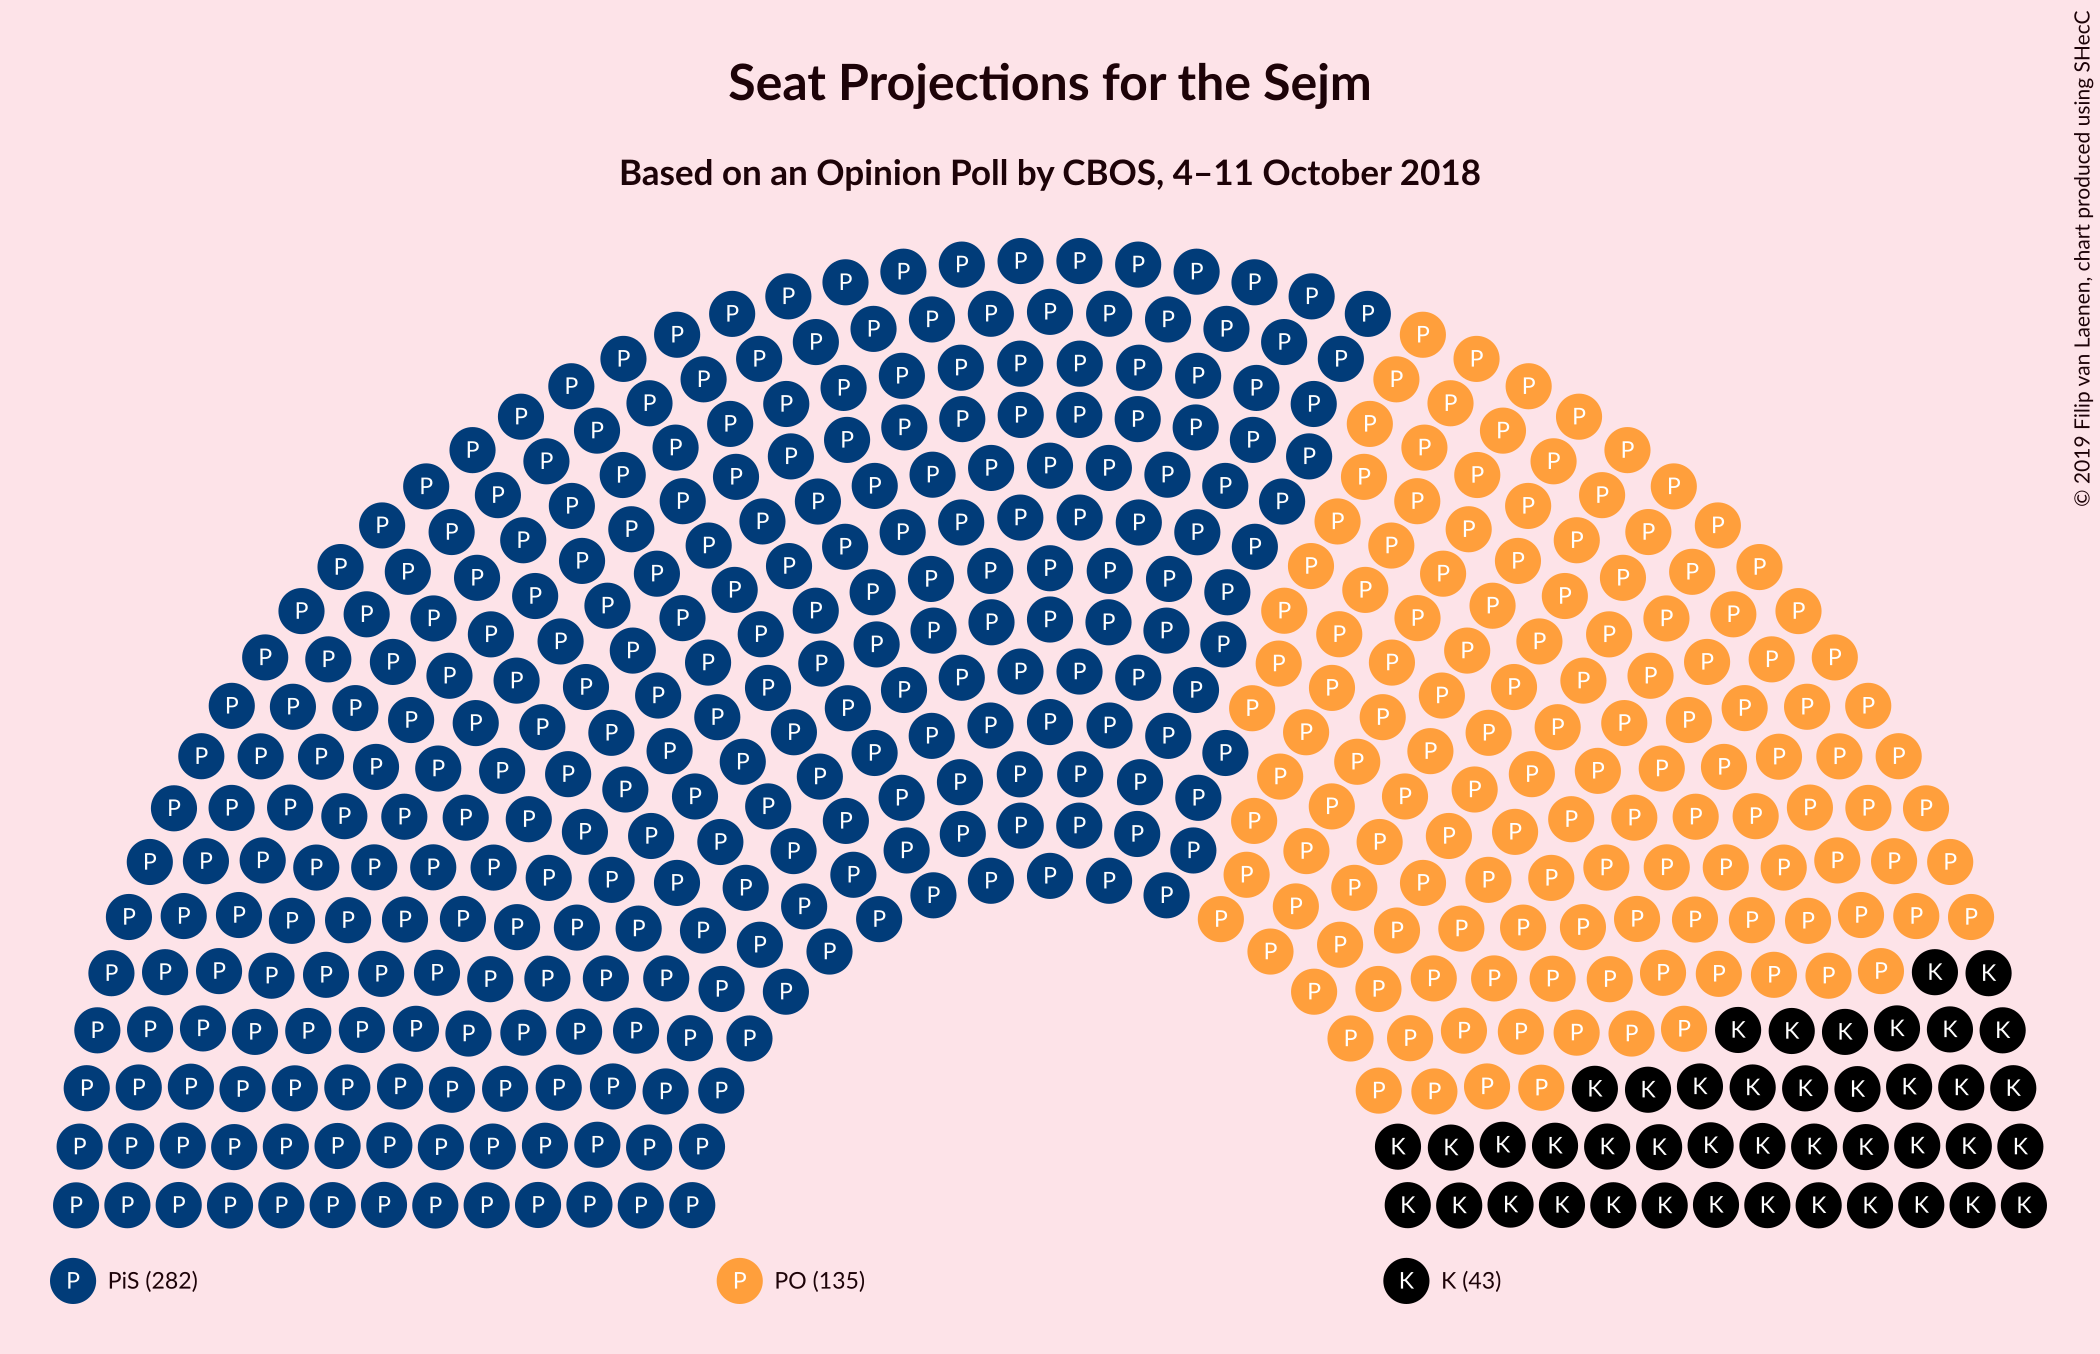 Seat Projections for the Sejm
Based on an Opinion Poll by CBOS, 4–11 October 2018
© 2019 Filip van Laenen, chart produced using SHecC
P PiS (282)
P PO (135)
K K (43)